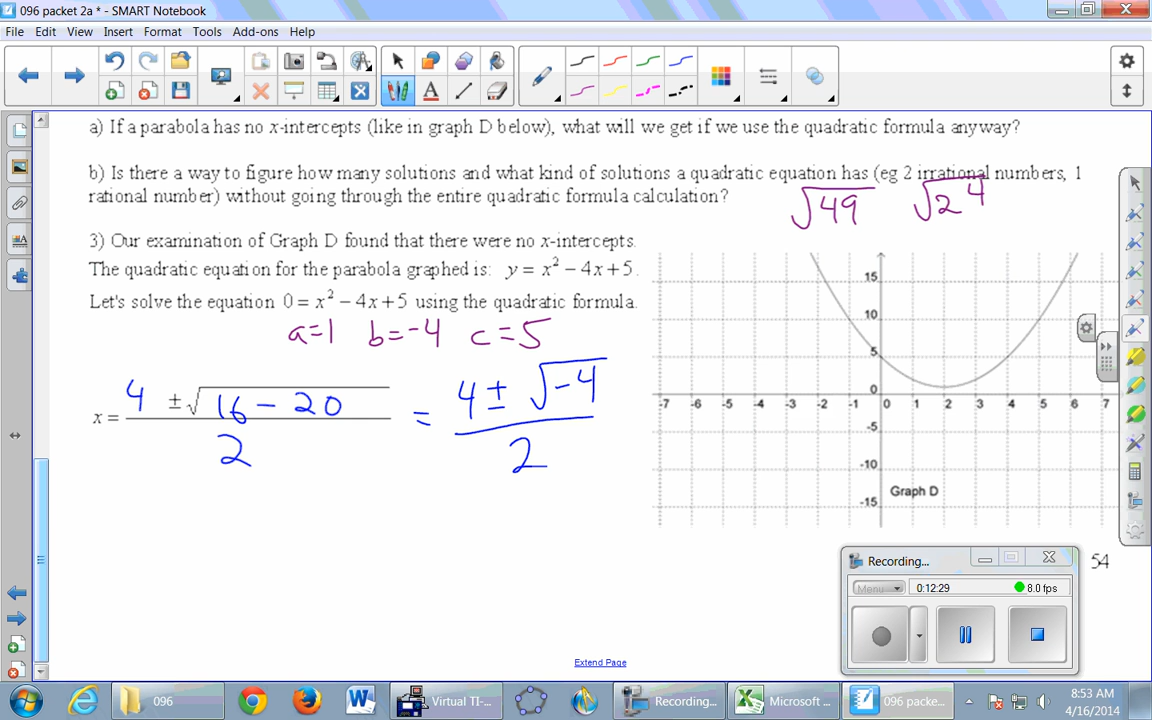 096 packet 2a * - SMART Notebook
File Edit View Insert Format Tools Add-ons Help
a) If a parabola has no x-intercepts (like in graph D below), what will we get if we use the quadratic formula anyway?
b) Is there a way to figure how many solutions and what kind of solutions a quadratic equation has (eg 2 irrational numbers, 1
rational number) without going through the entire quadratic formula calculation?
√49 √24
3) Our examination of Graph D found that there were no x-intercepts.
The quadratic equation for the parabola graphed is: y = x² − 4x + 5.
Let's solve the equation 0 = x² − 4x + 5 using the quadratic formula.
a=1 b=-4 c=5
x = (4 ± √(16 − 20)) / 2 = (4 ± √−4) / 2
15
10
5
0
-7 -6 -5 -4 -3 -2 -1 0 1 2 3 4 5 6 7
-5
-10
-15
Graph D
54
Recording...
Menu 0:12:29 8.0 fps
Extend Page
096 Virtual TI-... Recording... Microsoft ... 096 packe...
8:53 AM
4/16/2014